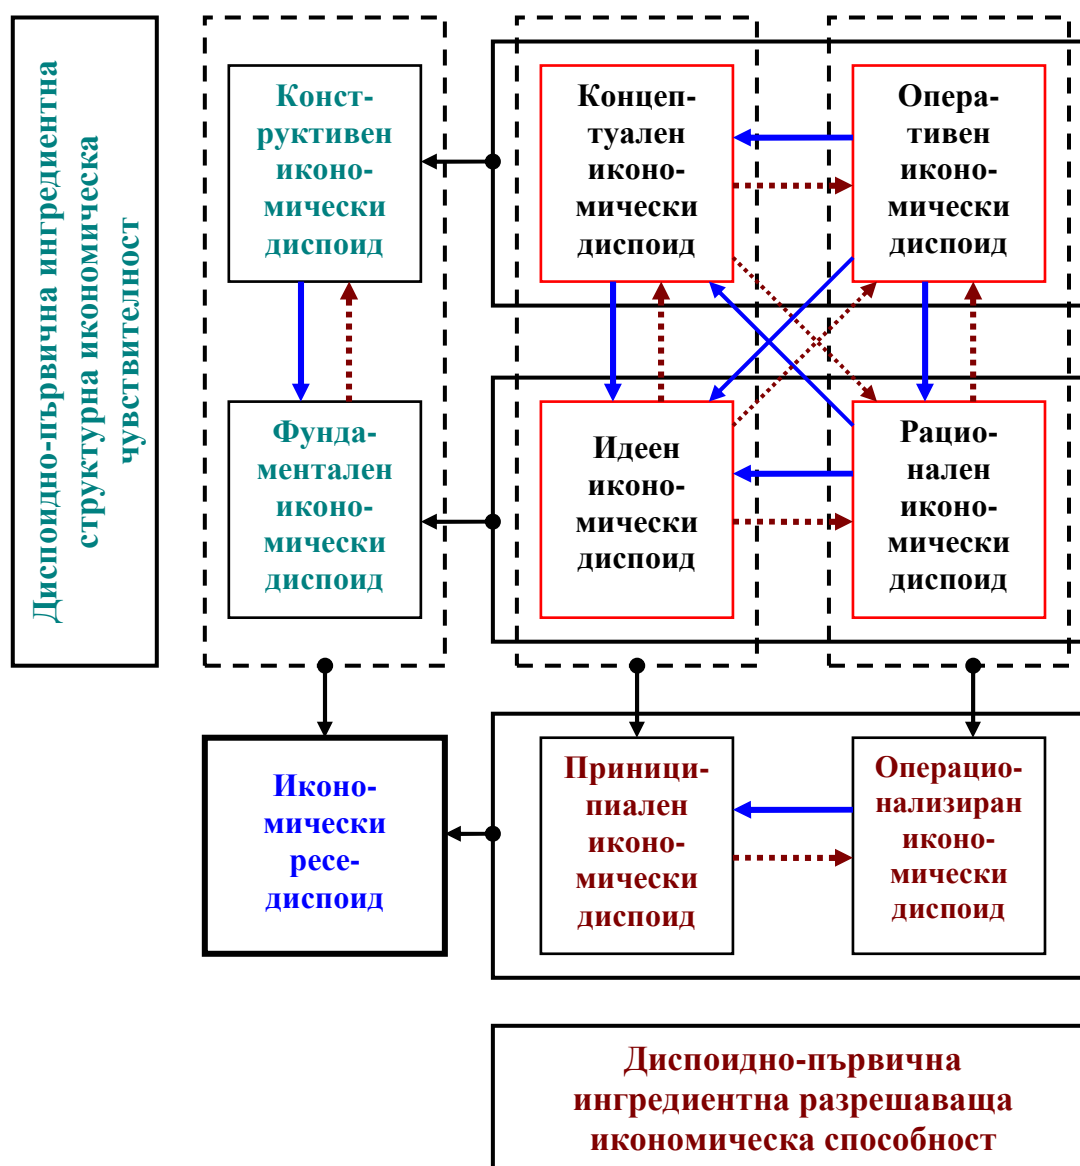 Диспоидно-първична ингредиентна
структурна икономическа
чувствителност
Конст-
руктивен
иконо-
мически
диспоид
Концеп-
туален
иконо-
мически
диспоид
Опера-
тивен
иконо-
мически
диспоид
Фунда-
ментален
иконо-
мически
диспоид
Идеен
иконо-
мически
диспоид
Рацио-
нален
иконо-
мически
диспоид
Иконо-
мически
ресе-
диспоид
Приници-
пиален
иконо-
мически
диспоид
Операцио-
нализиран
иконо-
мически
диспоид
Диспоидно-първична
ингредиентна разрешаваща
икономическа способност